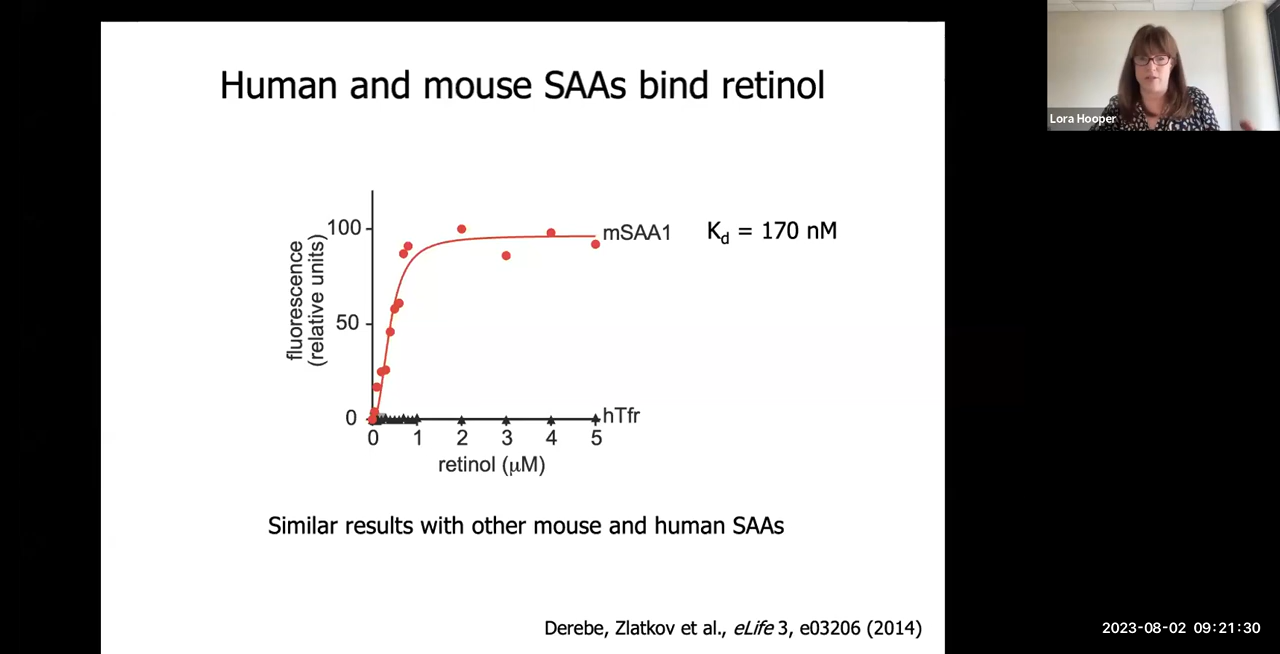 Human and mouse SAAs bind retinol
Lora Hooper
fluorescence
(relative units)
100
50
0
mSAA1
Kd = 170 nM
hTfr
0 1 2 3 4 5
retinol (μM)
Similar results with other mouse and human SAAs
Derebe, Zlatkov et al., eLife 3, e03206 (2014)
2023-08-02 09:21:30